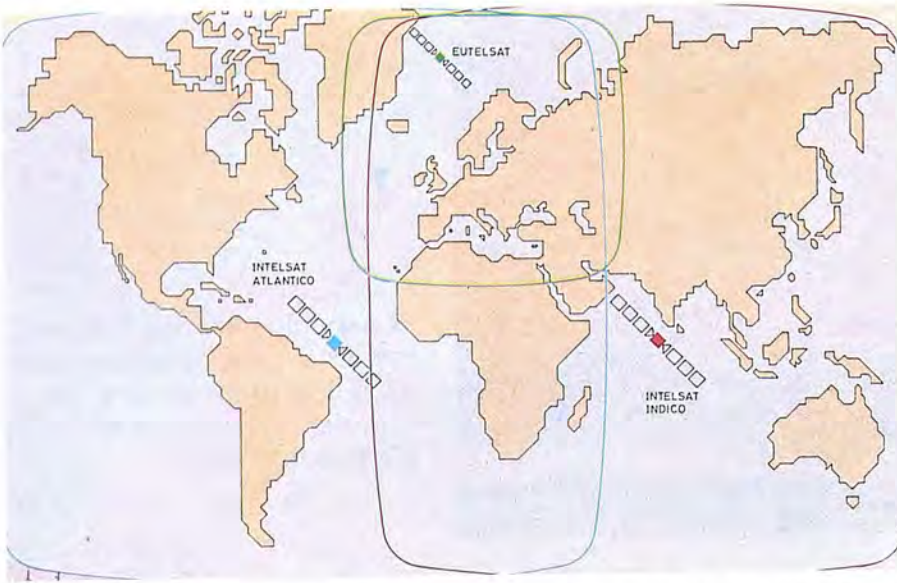 EUTELSAT
INTELSAT
ATLANTICO
INTELSAT
INDICO